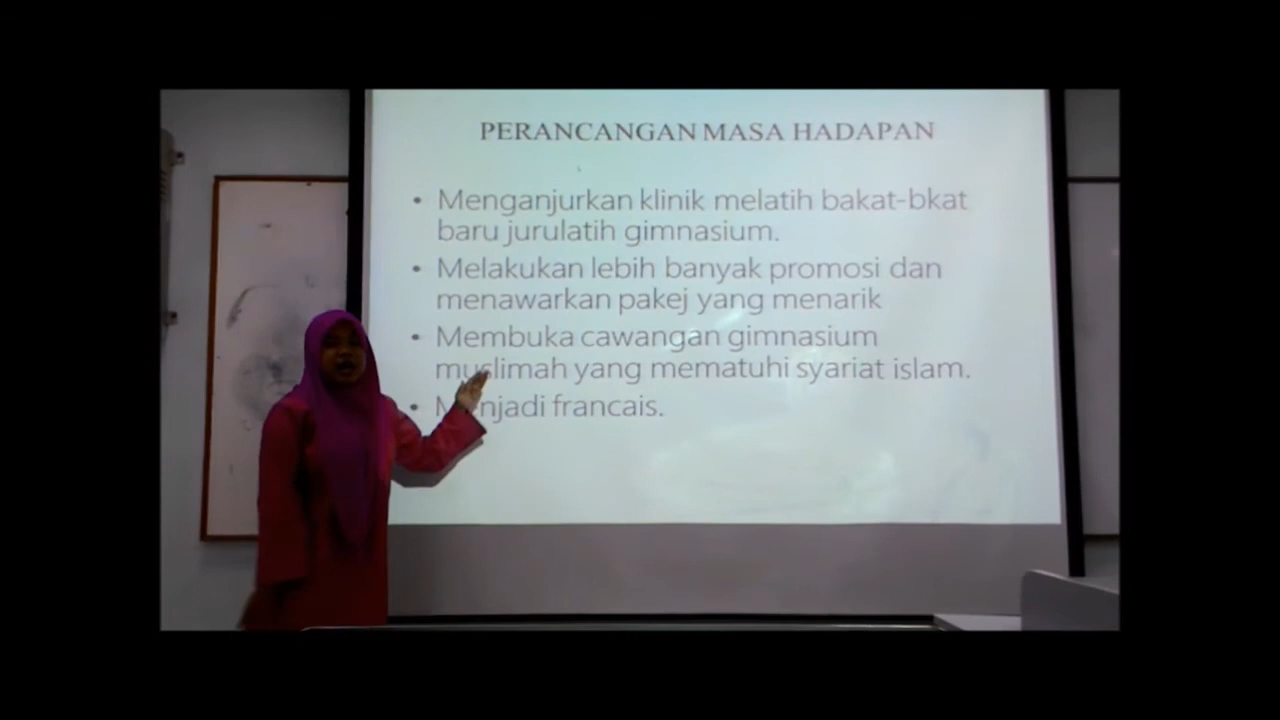 PERANCANGAN MASA HADAPAN
• Menganjurkan klinik melatih bakat-bkat
baru jurulatih gimnasium.
• Melakukan lebih banyak promosi dan
menawarkan pakej yang menarik
• Membuka cawangan gimnasium
muslimah yang mematuhi syariat islam.
• Menjadi francais.